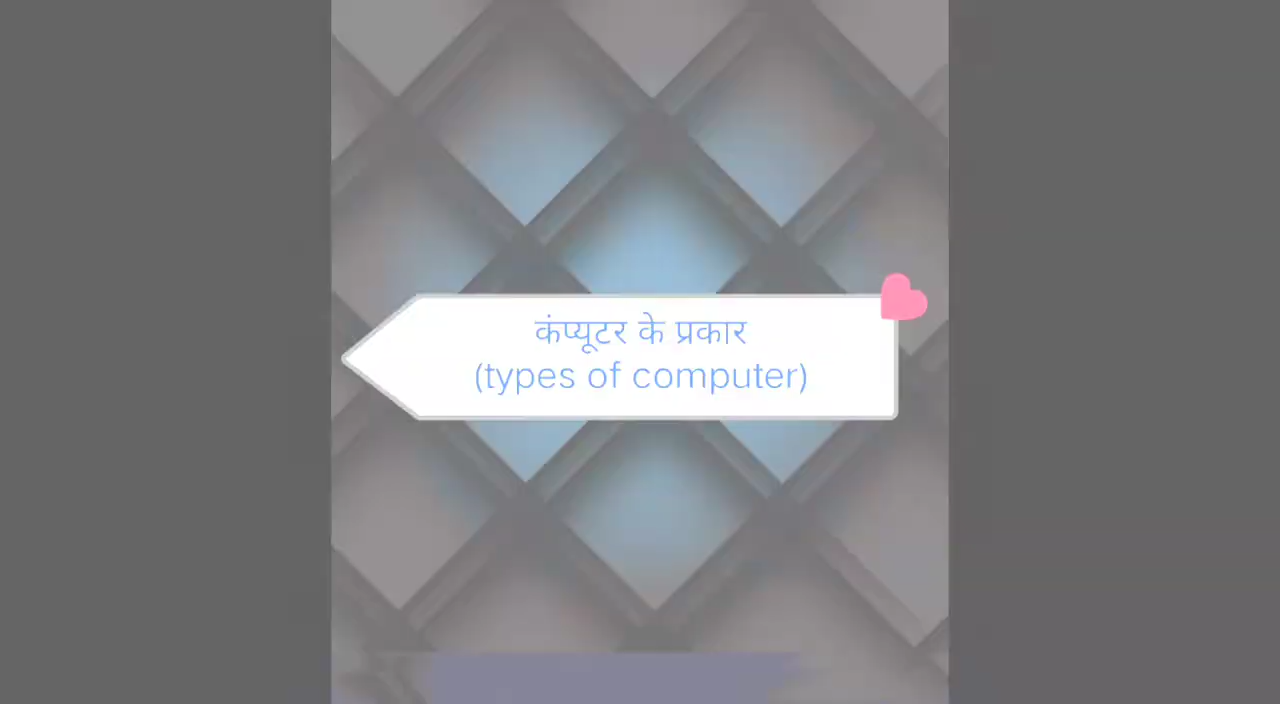 कंप्यूटर के प्रकार
(types of computer)